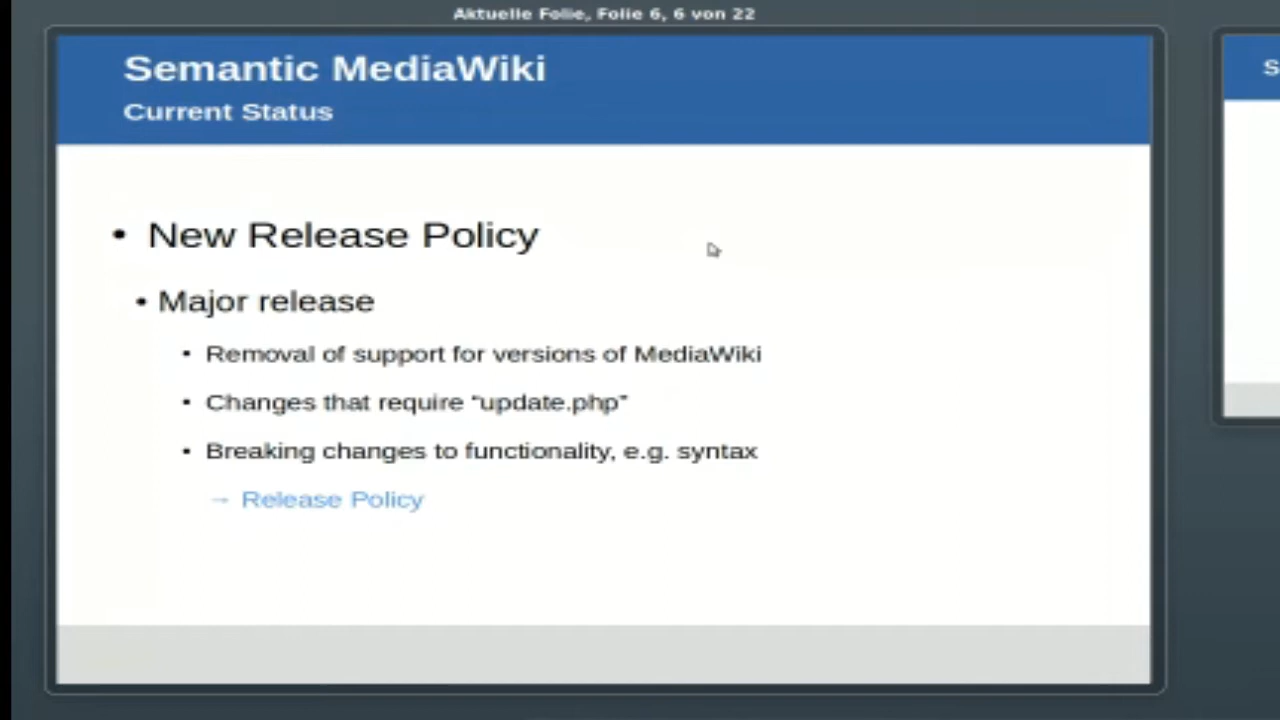 Aktuelle Folie, Folie 6, 6 von 22
Semantic MediaWiki
Current Status
• New Release Policy
• Major release
• Removal of support for versions of MediaWiki
• Changes that require “update.php”
• Breaking changes to functionality, e.g. syntax
→ Release Policy
S